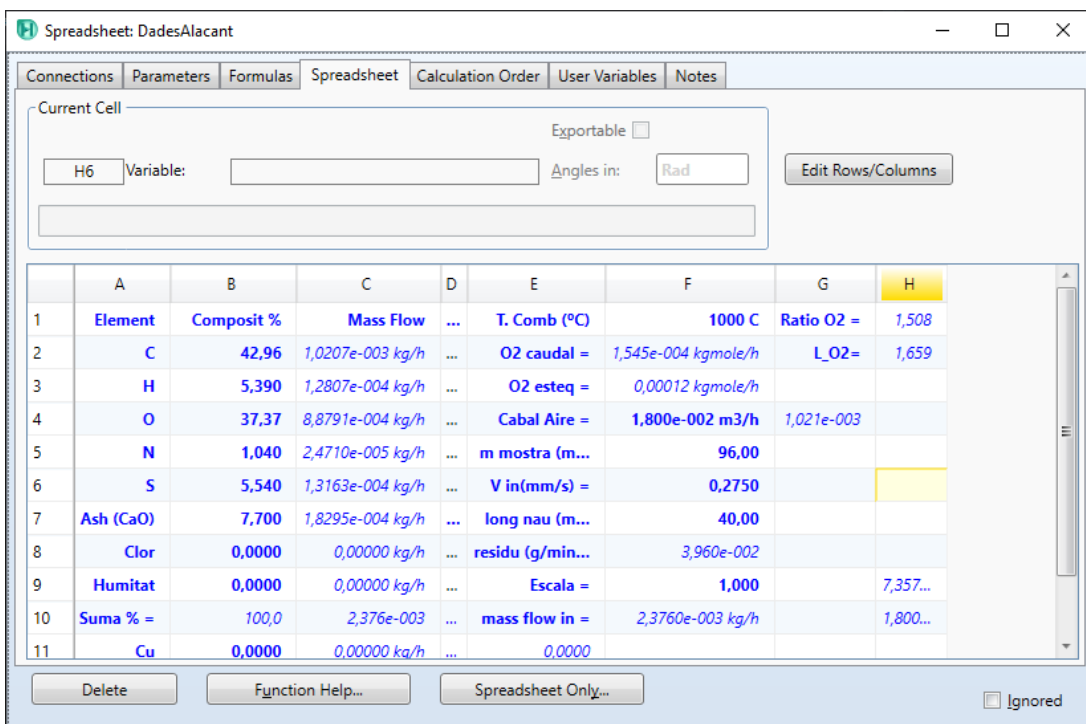 Spreadsheet: DadesAlacant
Connections Parameters Formulas Spreadsheet Calculation Order User Variables Notes
Current Cell
Exportable
H6 Variable: Angles in: Rad Edit Rows/Columns
A B C D E F G H
1 Element Composit % Mass Flow ... T. Comb (ºC) 1000 C Ratio O2 = 1,508
2 C 42,96 1,0207e-003 kg/h ... O2 caudal = 1,545e-004 kgmole/h L_O2= 1,659
3 H 5,390 1,2807e-004 kg/h ... O2 esteq = 0,00012 kgmole/h
4 O 37,37 8,8791e-004 kg/h ... Cabal Aire = 1,800e-002 m3/h 1,021e-003
5 N 1,040 2,4710e-005 kg/h ... m mostra (m... 96,00
6 S 5,540 1,3163e-004 kg/h ... V in(mm/s) = 0,2750
7 Ash (CaO) 7,700 1,8295e-004 kg/h ... long nau (m... 40,00
8 Clor 0,0000 0,00000 kg/h ... residu (g/min... 3,960e-002
9 Humitat 0,0000 0,00000 kg/h ... Escala = 1,000 7,357...
10 Suma % = 100,0 2,376e-003 ... mass flow in = 2,3760e-003 kg/h 1,800...
11 Cu 0,0000 0,00000 kg/h ... 0,0000
Delete Function Help... Spreadsheet Only... Ignored